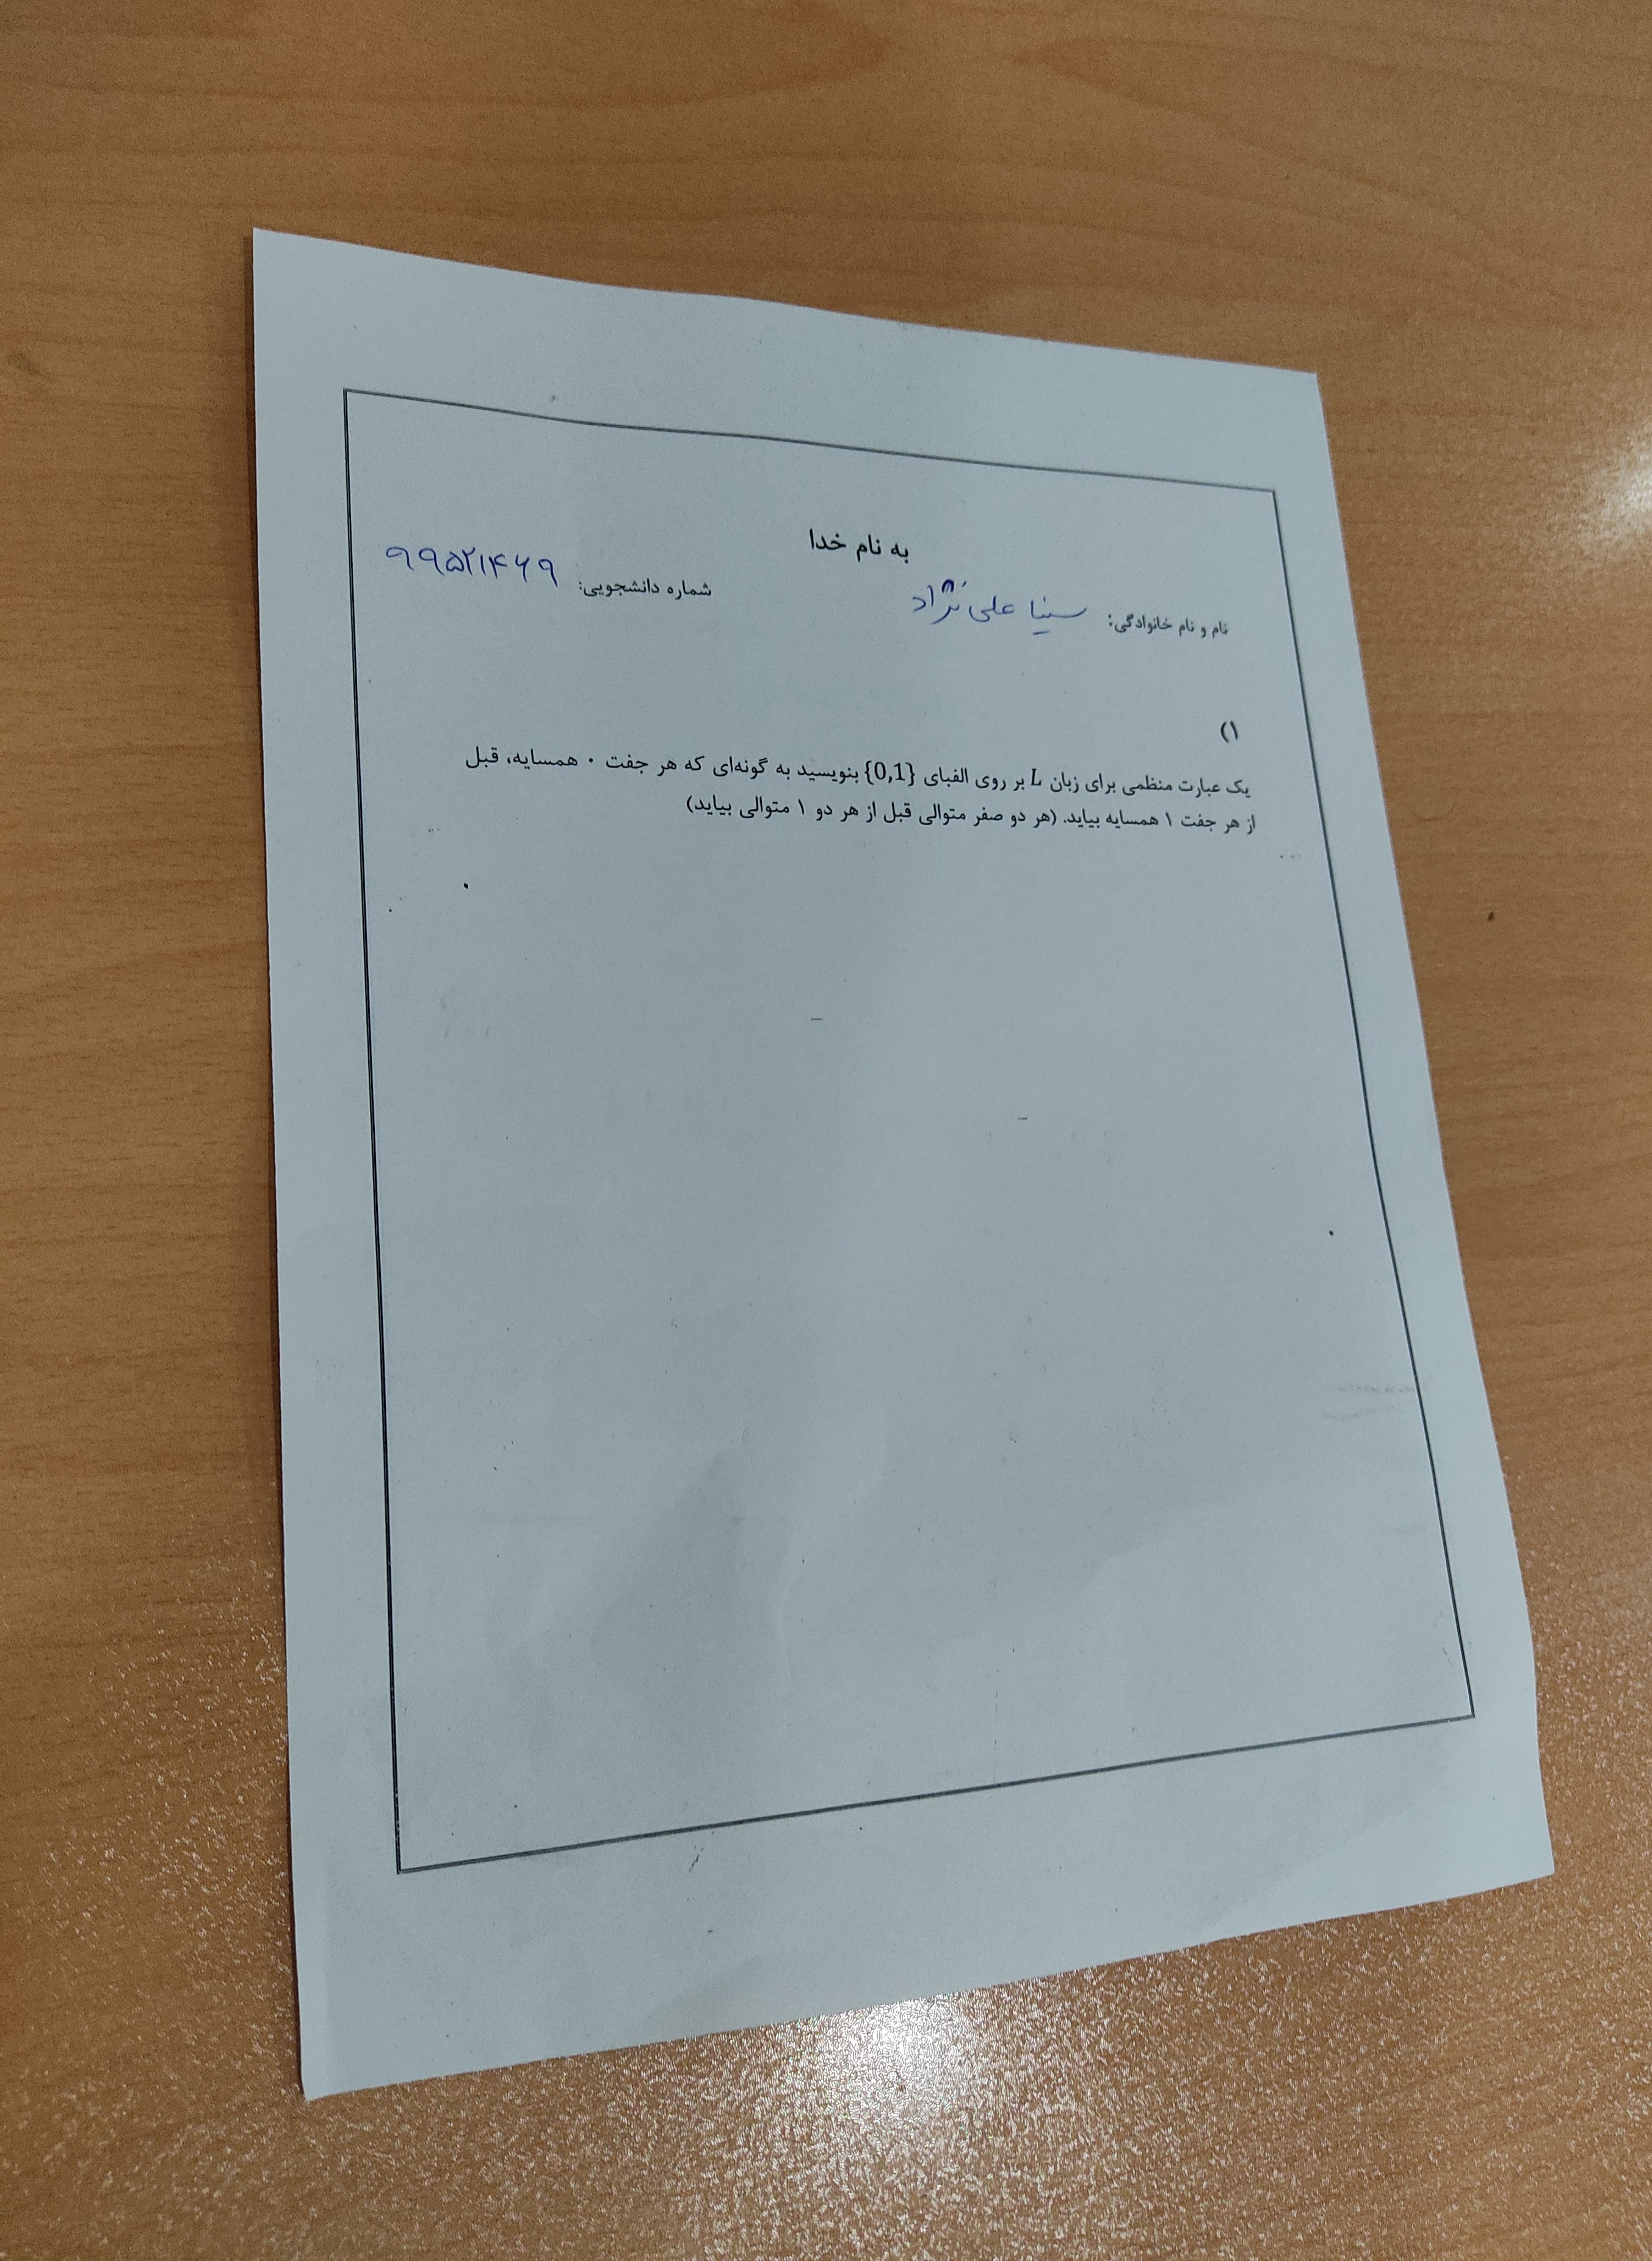 به نام خدا
نام و نام خانوادگی: سینا علی نژاد شماره دانشجویی: ۹۹۵۲۱۴۶۹
(۱
یک عبارت منظمی برای زبان L بر روی الفبای {0,1} بنویسید به گونه‌ای که هر جفت ۰ همسایه، قبل
از هر جفت ۱ همسایه بیاید. (هر دو صفر متوالی قبل از هر دو ۱ متوالی بیاید)